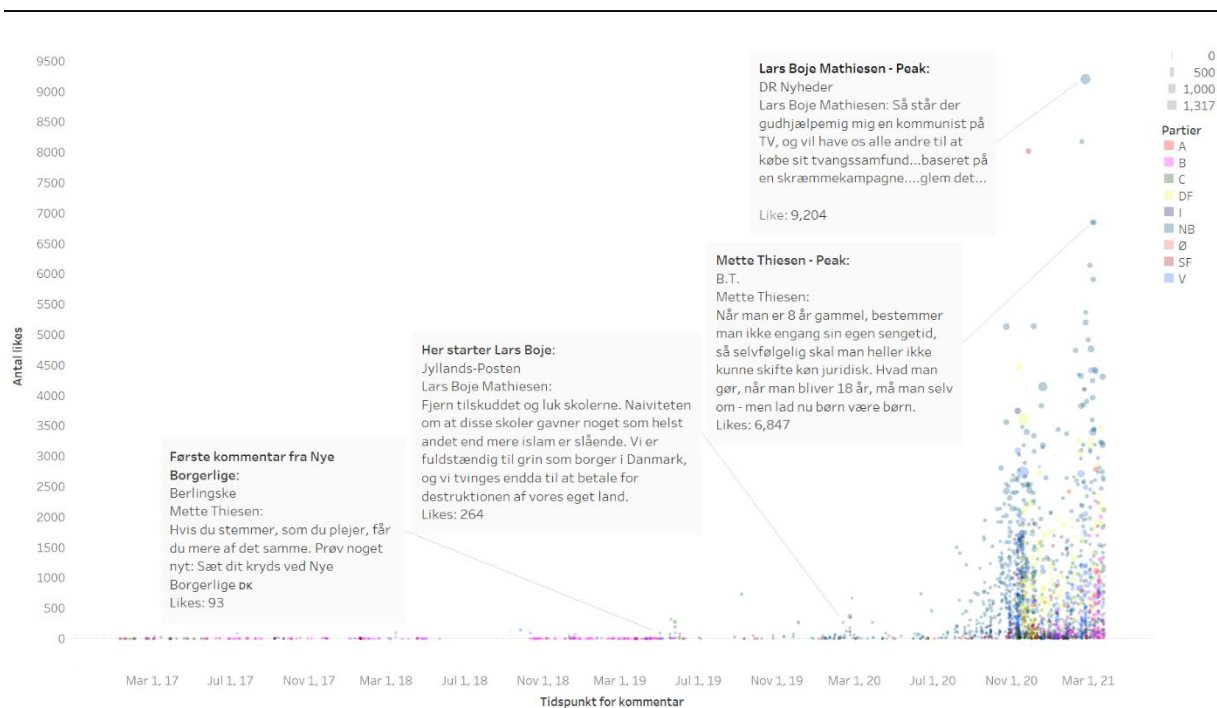 9500
9000
8500
8000
7500
7000
6500
6000
5500
5000
4500
4000
3500
3000
2500
2000
1500
1000
500
0
Antal likes
Første kommentar fra Nye
Borgerlige:
Berlingske
Mette Thiesen:
Hvis du stemmer, som du plejer, får
du mere af det samme. Prøv noget
nyt: Sæt dit kryds ved Nye
Borgerlige DK
Likes: 93
Her starter Lars Boje:
Jyllands-Posten
Lars Boje Mathiesen:
Fjern tilskuddet og luk skolerne. Naiviteten
om at disse skoler gavner noget som helst
andet end mere islam er slående. Vi er
fuldstændig til grin som borger i Danmark,
og vi tvinges endda til at betale for
destruktionen af vores eget land.
Likes: 264
Mette Thiesen - Peak:
B.T.
Mette Thiesen:
Når man er 8 år gammel, bestemmer
man ikke engang sin egen sengetid,
så selvfølgelig skal man heller ikke
kunne skifte køn juridisk. Hvad man
gør, når man bliver 18 år, må man selv
om - men lad nu børn være børn.
Likes: 6,847
Lars Boje Mathiesen - Peak:
DR Nyheder
Lars Boje Mathiesen: Så står der
gudhjælpemig mig en kommunist på
TV, og vil have os alle andre til at
købe sit tvangssamfund...baseret på
en skræmmekampagne....glem det...
Like: 9,204
0
500
1,000
1,317
Partier
A
B
C
DF
I
NB
Ø
SF
V
Mar 1, 17
Jul 1, 17
Nov 1, 17
Mar 1, 18
Jul 1, 18
Nov 1, 18
Mar 1, 19
Jul 1, 19
Nov 1, 19
Mar 1, 20
Jul 1, 20
Nov 1, 20
Mar 1, 21
Tidspunkt for kommentar